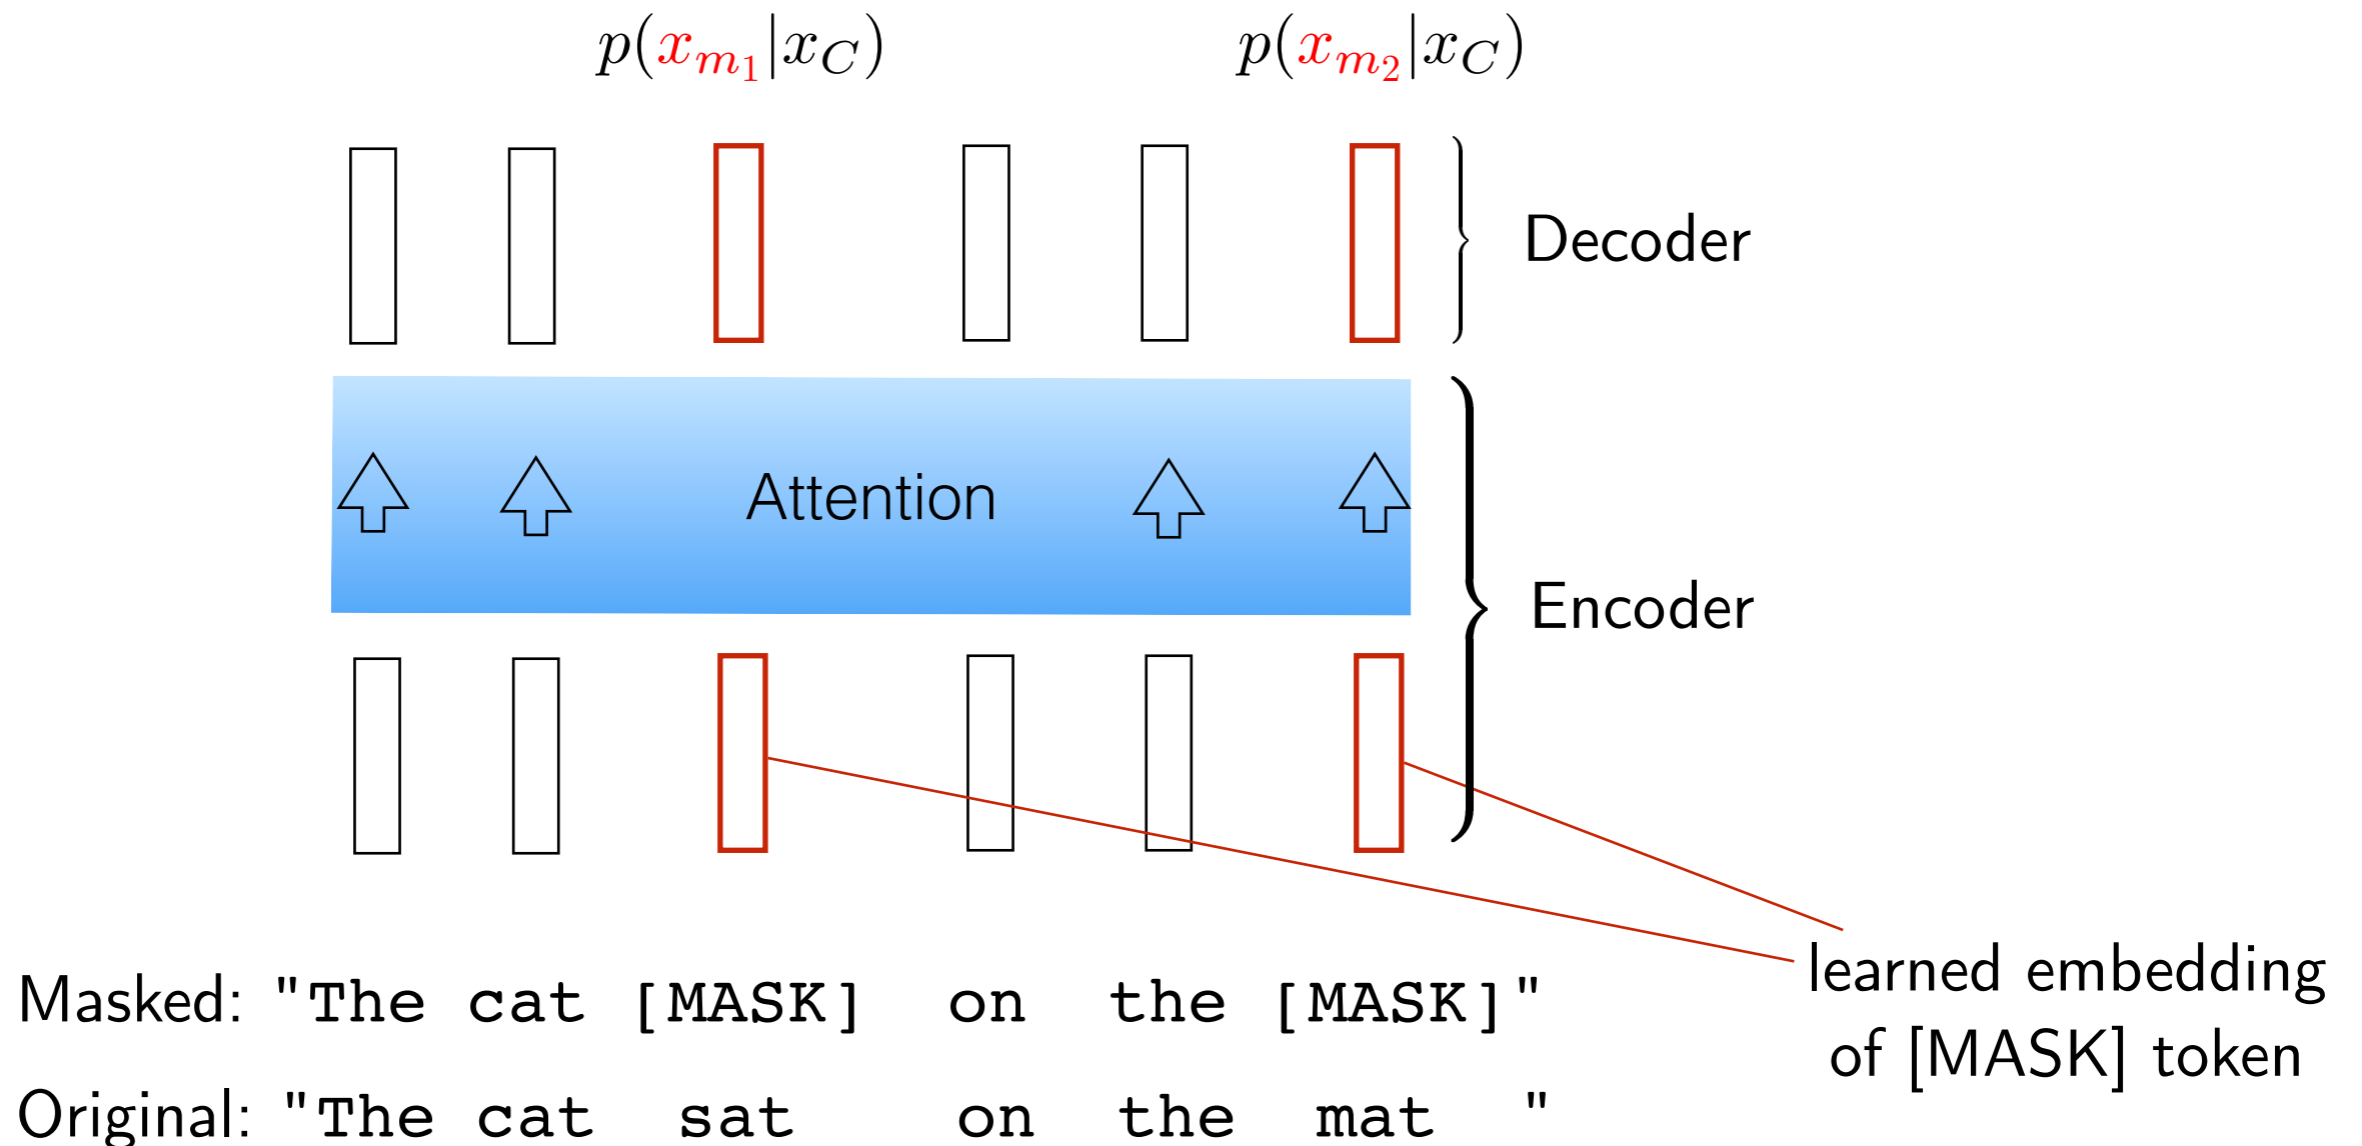 p(x_{m_1}|x_C) p(x_{m_2}|x_C)
Decoder
Attention
Encoder
learned embedding
of [MASK] token
Masked: "The cat [MASK] on the [MASK]"
Original: "The cat sat on the mat "